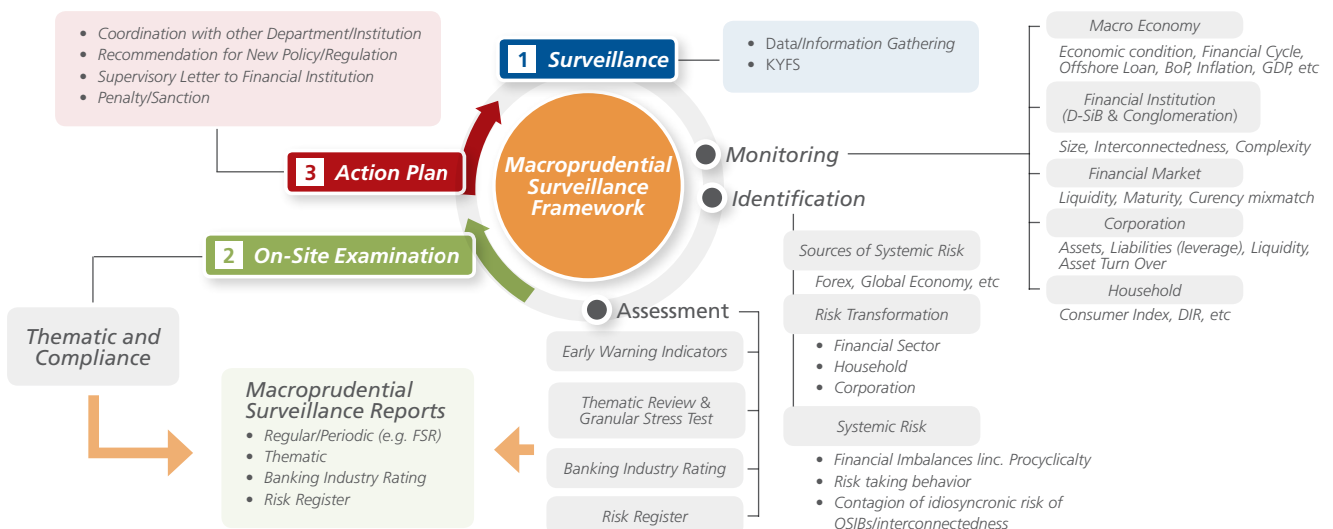 • Coordination with other Department/Institution
• Recommendation for New Policy/Regulation
• Supervisory Letter to Financial Institution
• Penalty/Sanction
1 Surveillance
• Data/Information Gathering
• KYFS
3 Action Plan
Macroprudential
Surveillance
Framework
2 On-Site Examination
Thematic and
Compliance
Monitoring
Macro Economy
Economic condition, Financial Cycle,
Offshore Loan, BoP, Inflation, GDP, etc
Financial Institution
(D-SiB & Conglomeration)
Size, Interconnectedness, Complexity
Financial Market
Liquidity, Maturity, Curency mixmatch
Corporation
Assets, Liabilities (leverage), Liquidity,
Asset Turn Over
Household
Consumer Index, DIR, etc
Identification
Sources of Systemic Risk
Forex, Global Economy, etc
Risk Transformation
• Financial Sector
• Household
• Corporation
Systemic Risk
• Financial Imbalances linc. Procyclicalty
• Risk taking behavior
• Contagion of idiosyncronic risk of
OSIBs/interconnectedness
Assessment
Early Warning Indicators
Thematic Review &
Granular Stress Test
Banking Industry Rating
Risk Register
Macroprudential
Surveillance Reports
• Regular/Periodic (e.g. FSR)
• Thematic
• Banking Industry Rating
• Risk Register